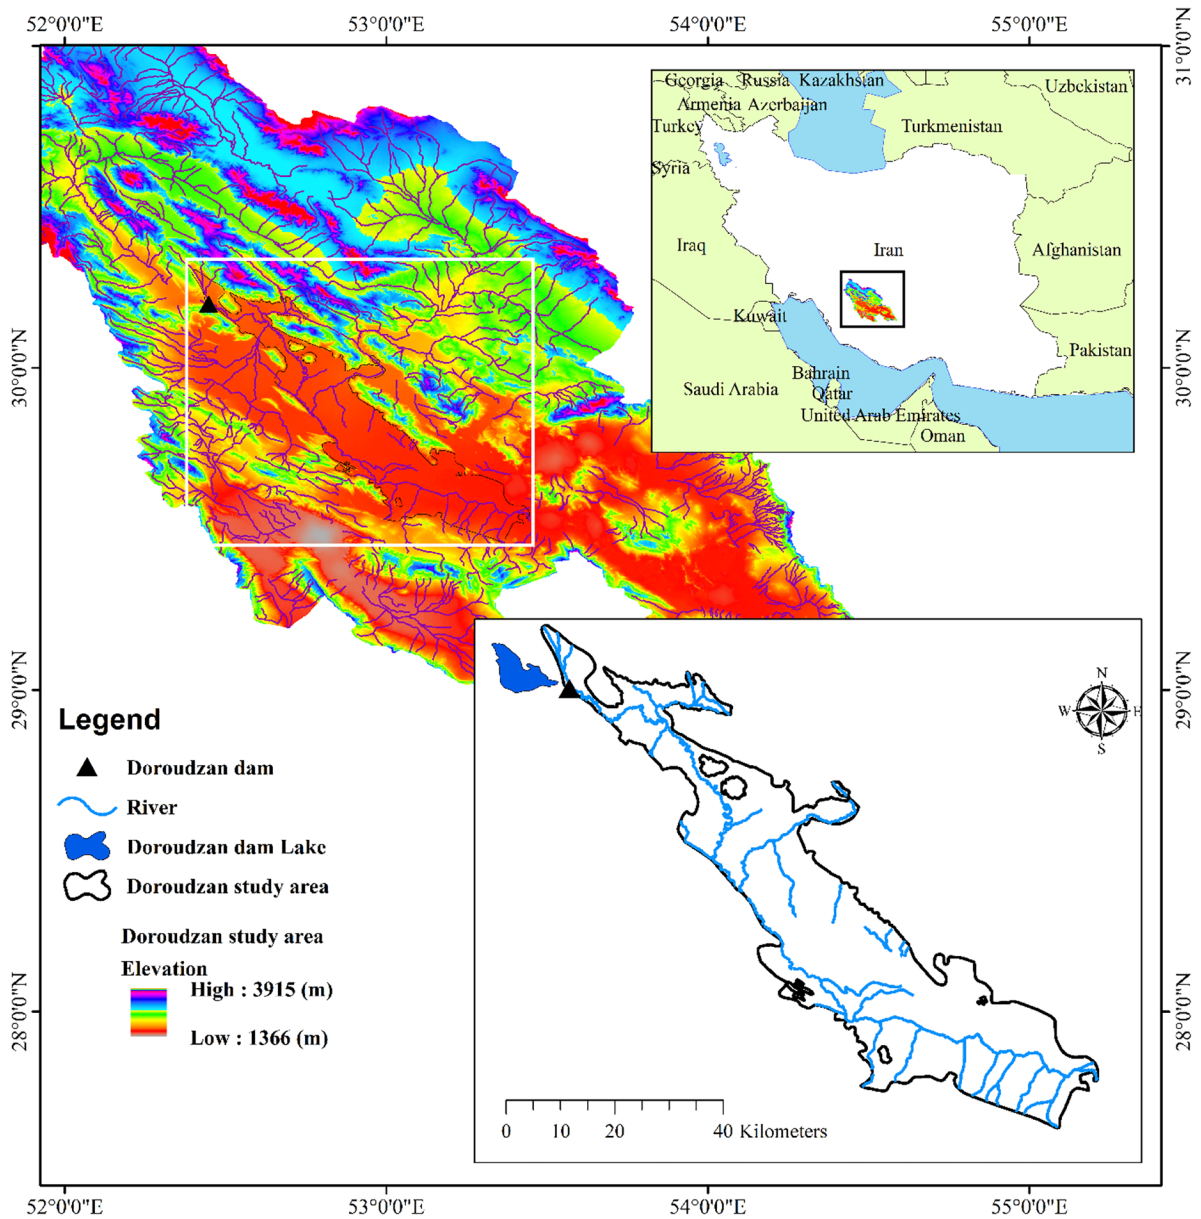 52°0'0"E 53°0'0"E 54°0'0"E 55°0'0"E
31°0'0"N
31°0'0"N
Georgia Russia Kazakhstan
Uzbekistan
Armenia Azerbaijan
Turkey
Turkmenistan
Syria
Iraq
Iran
Afghanistan
Kuwait
Pakistan
Bahrain
Saudi Arabia
Qatar
United Arab Emirates
Oman
30°0'0"N
30°0'0"N
29°0'0"N
29°0'0"N
N
W E
S
Legend
Doroudzan dam
River
Doroudzan dam Lake
Doroudzan study area
Doroudzan study area
Elevation
High : 3915 (m)
Low : 1366 (m)
28°0'0"N
28°0'0"N
0 10 20 40 Kilometers
52°0'0"E 53°0'0"E 54°0'0"E 55°0'0"E